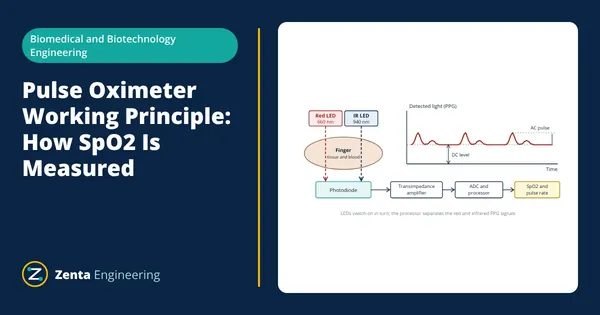 Biomedical and Biotechnology
Engineering
Pulse Oximeter
Working Principle:
How SpO2 Is
Measured
Zenta Engineering
Red LED
660 nm
IR LED
940 nm
Finger
tissue and blood
Photodiode
Transimpedance
amplifier
ADC and
processor
SpO2 and
pulse rate
Detected light (PPG)
AC pulse
DC level
Time
LEDs switch on in turn; the processor separates the red and infrared PPG signals